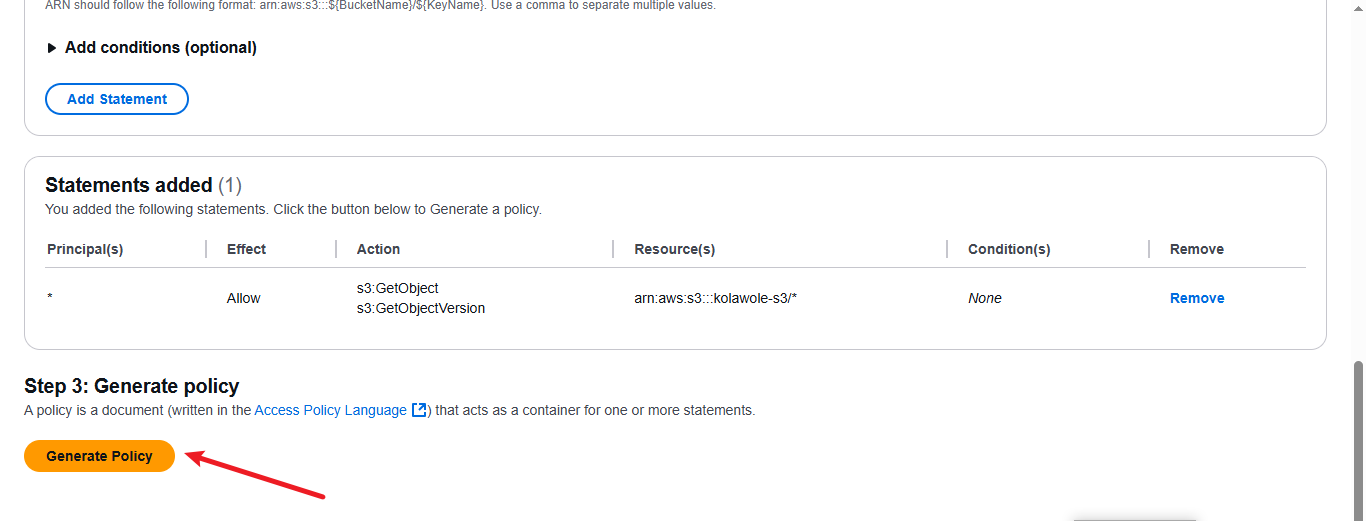 ARN should follow the following format: arn:aws:s3:::${BucketName}/${KeyName}. Use a comma to separate multiple values.
Add conditions (optional)
Add Statement
Statements added (1)
You added the following statements. Click the button below to Generate a policy.
Principal(s) Effect Action Resource(s) Condition(s) Remove
* Allow s3:GetObject arn:aws:s3:::kolawole-s3/* None Remove
s3:GetObjectVersion
Step 3: Generate policy
A policy is a document (written in the Access Policy Language) that acts as a container for one or more statements.
Generate Policy